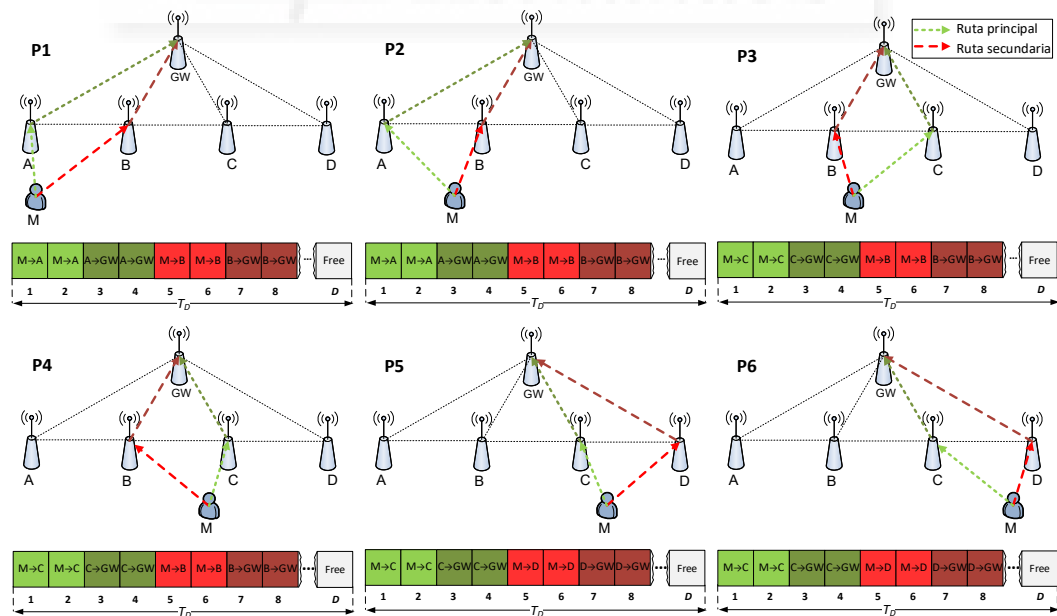 P1
GW
A
B
C
D
M
M→A M→A A→GW A→GW M→B M→B B→GW B→GW ... Free
1 2 3 4 5 6 7 8 D
T_D
P2
GW
A
B
C
D
M
M→A M→A A→GW A→GW M→B M→B B→GW B→GW ... Free
1 2 3 4 5 6 7 8 D
T_D
P3
Ruta principal
Ruta secundaria
GW
A
B
C
D
M
M→C M→C C→GW C→GW M→B M→B B→GW B→GW ... Free
1 2 3 4 5 6 7 8 D
T_D
P4
GW
A
B
C
D
M
M→C M→C C→GW C→GW M→B M→B B→GW B→GW ... Free
1 2 3 4 5 6 7 8 D
T_D
P5
GW
A
B
C
D
M
M→C M→C C→GW C→GW M→D M→D D→GW D→GW ... Free
1 2 3 4 5 6 7 8 D
T_D
P6
GW
A
B
C
D
M
M→C M→C C→GW C→GW M→D M→D D→GW D→GW ... Free
1 2 3 4 5 6 7 8 D
T_D